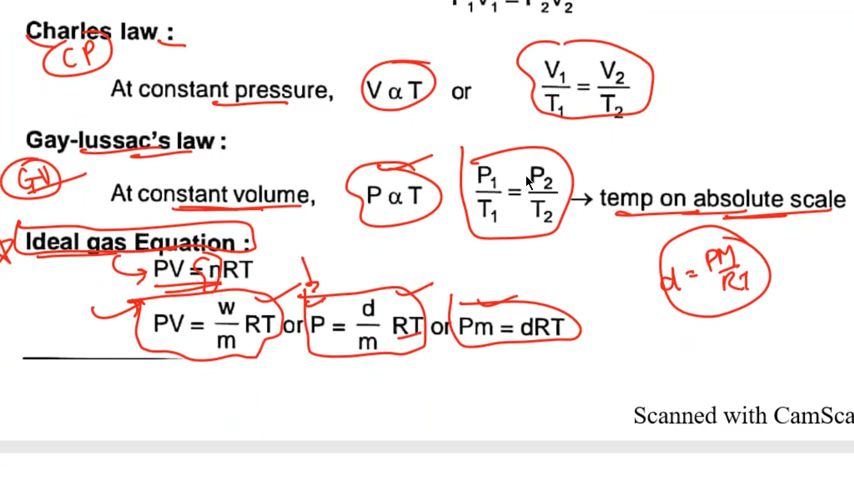 P₁V₁ = P₂V₂
Charles law :
CP
At constant pressure, V α T or V₁/T₁ = V₂/T₂
Gay-lussac's law :
GV
At constant volume, P α T P₁/T₁ = P₂/T₂ → temp on absolute scale
Ideal gas Equation :
PV = nRT
d = PM/RT
PV = w/m RT or P = d/m RT or Pm = dRT
Scanned with CamSca